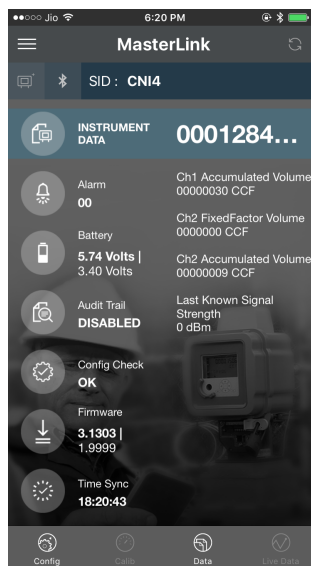 Jio 6:20 PM
MasterLink
SID : CNI4
INSTRUMENT
DATA
0001284...
Alarm
00
Battery
5.74 Volts |
3.40 Volts
Audit Trail
DISABLED
Config Check
OK
Firmware
3.1303 |
1.9999
Time Sync
18:20:43
Ch1 Accumulated Volume
00000030 CCF
Ch2 FixedFactor Volume
0000000 CCF
Ch2 Accumulated Volume
00000009 CCF
Last Known Signal
Strength
0 dBm
Config Calib Data Live Data